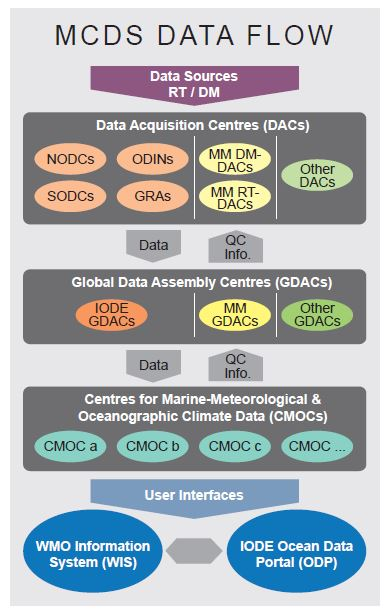 MCDS DATA FLOW
Data Sources
RT / DM
Data Acquisition Centres (DACs)
NODCs
ODINs
MM DM-
DACs
Other
DACs
SODCs
GRAs
MM RT-
DACs
Data
QC
Info.
Global Data Assembly Centres (GDACs)
IODE
GDACs
MM
GDACs
Other
GDACs
Data
QC
Info.
Centres for Marine-Meteorological &
Oceanographic Climate Data (CMOCs)
CMOC a
CMOC b
CMOC c
CMOC ...
User Interfaces
WMO Information
System (WIS)
IODE Ocean Data
Portal (ODP)